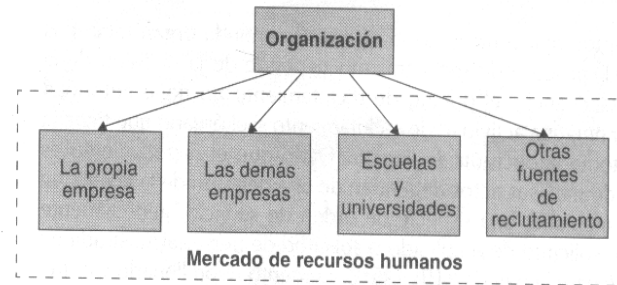 Organización
La propia
empresa
Las demás
empresas
Escuelas
y
universidades
Otras
fuentes
de
reclutamiento
Mercado de recursos humanos